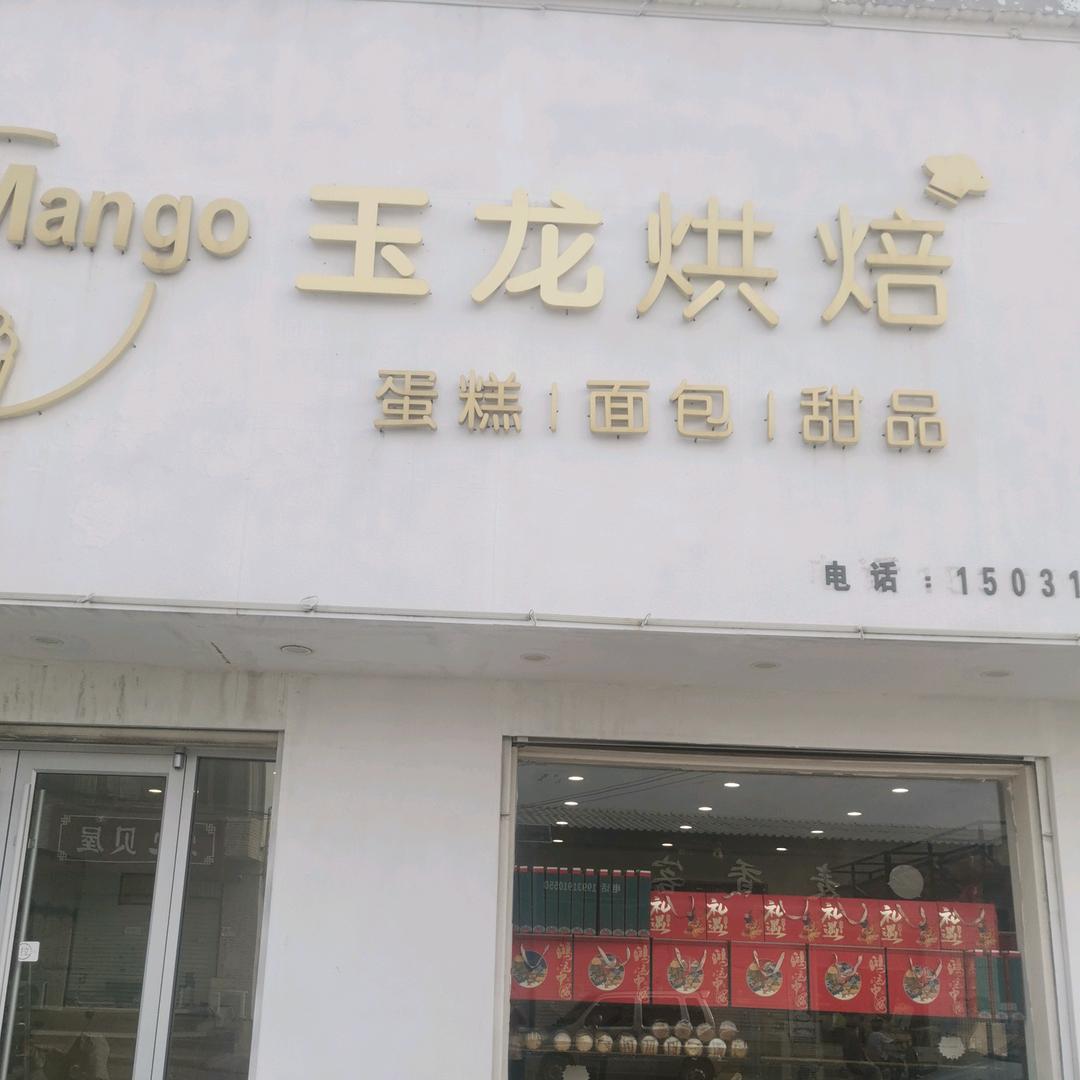 Mango
玉龙烘焙
蛋糕|面包|甜品
电话:15031
礼遇 礼遇 礼遇 礼遇 礼遇 礼遇